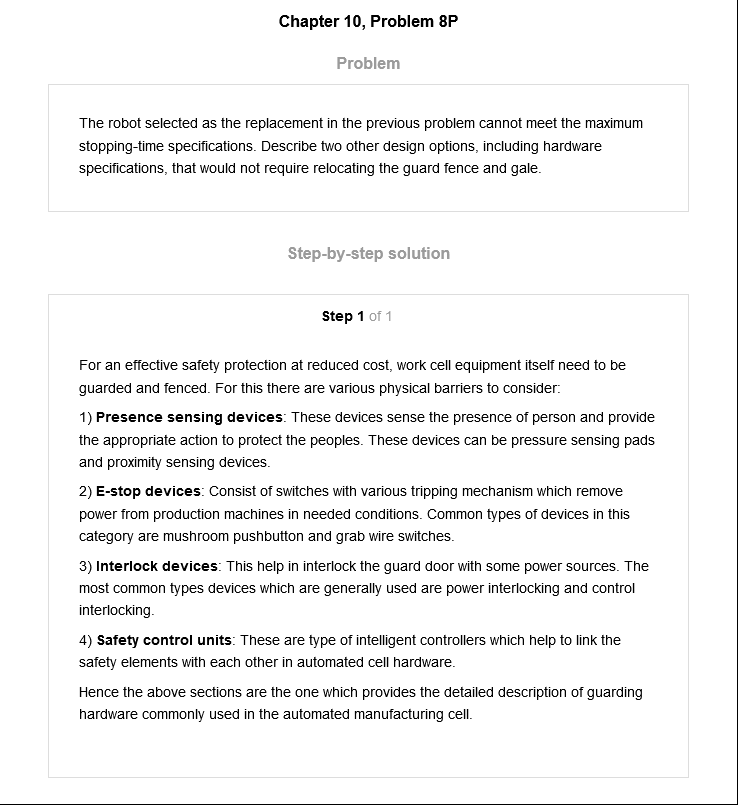 Chapter 10, Problem 8P
Problem
The robot selected as the replacement in the previous problem cannot meet the maximum
stopping-time specifications. Describe two other design options, including hardware
specifications, that would not require relocating the guard fence and gale.
Step-by-step solution
Step 1 of 1
For an effective safety protection at reduced cost, work cell equipment itself need to be
guarded and fenced. For this there are various physical barriers to consider:
1) Presence sensing devices: These devices sense the presence of person and provide
the appropriate action to protect the peoples. These devices can be pressure sensing pads
and proximity sensing devices.
2) E-stop devices: Consist of switches with various tripping mechanism which remove
power from production machines in needed conditions. Common types of devices in this
category are mushroom pushbutton and grab wire switches.
3) Interlock devices: This help in interlock the guard door with some power sources. The
most common types devices which are generally used are power interlocking and control
interlocking.
4) Safety control units: These are type of intelligent controllers which help to link the
safety elements with each other in automated cell hardware.
Hence the above sections are the one which provides the detailed description of guarding
hardware commonly used in the automated manufacturing cell.